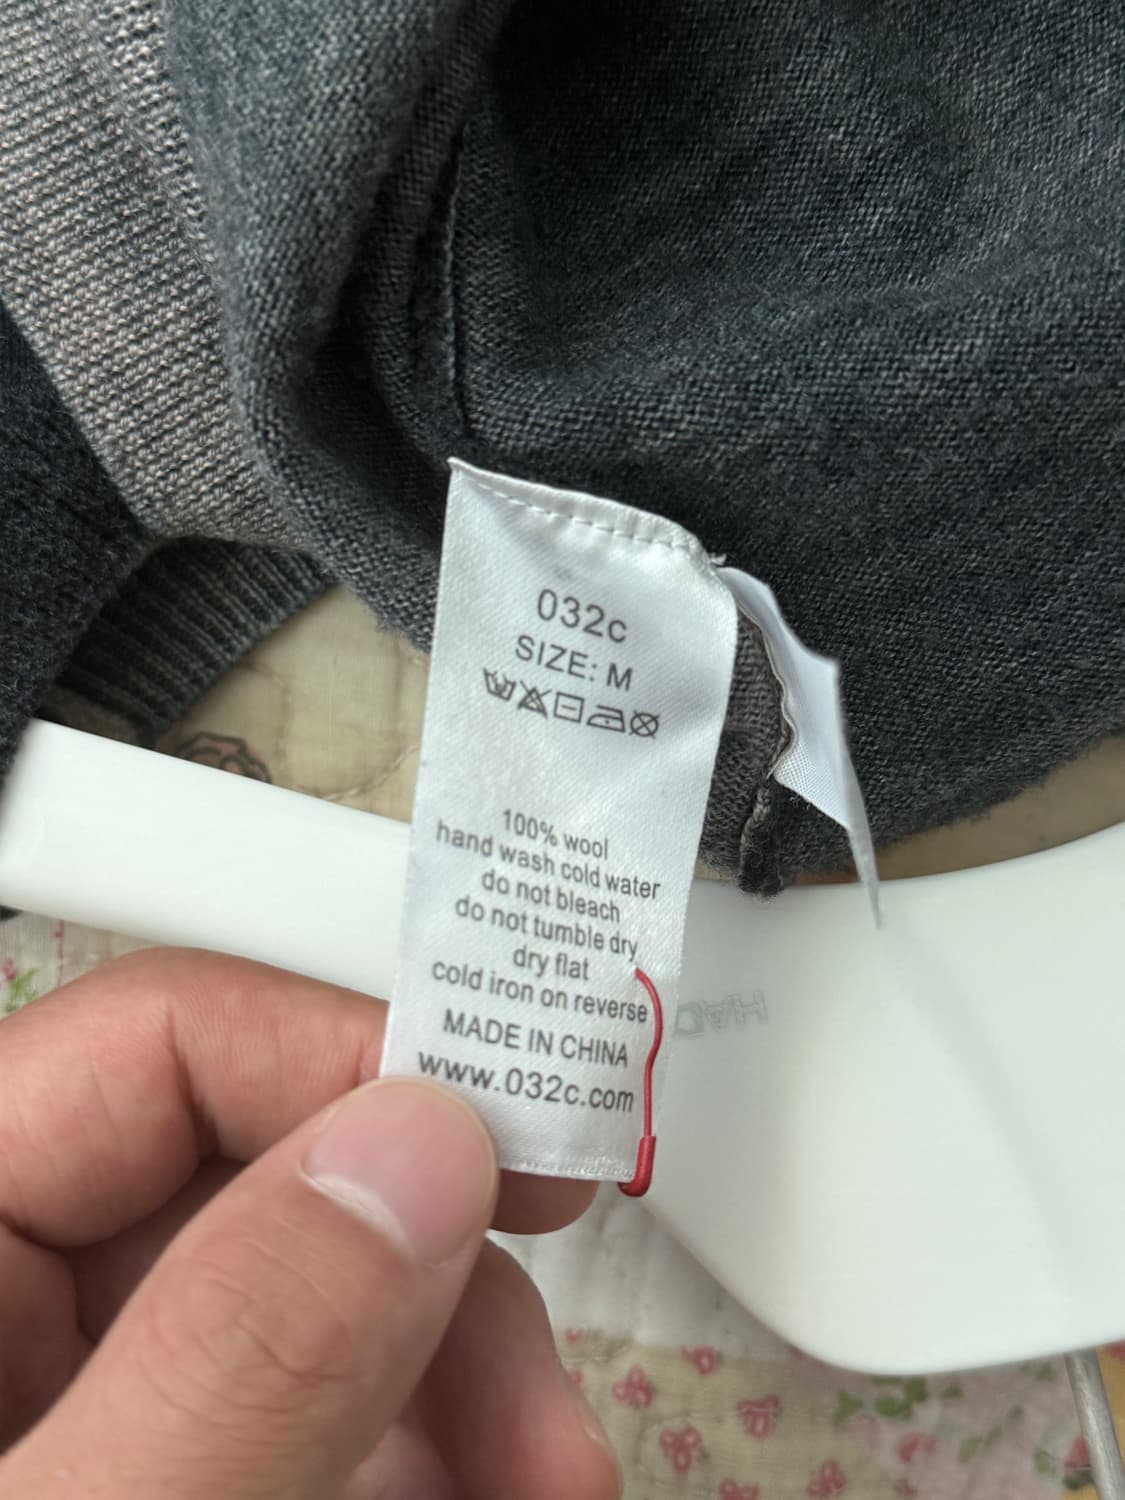 032c
SIZE: M
100% wool
hand wash cold water
do not bleach
do not tumble dry
dry flat
cold iron on reverse
MADE IN CHINA
www.032c.com